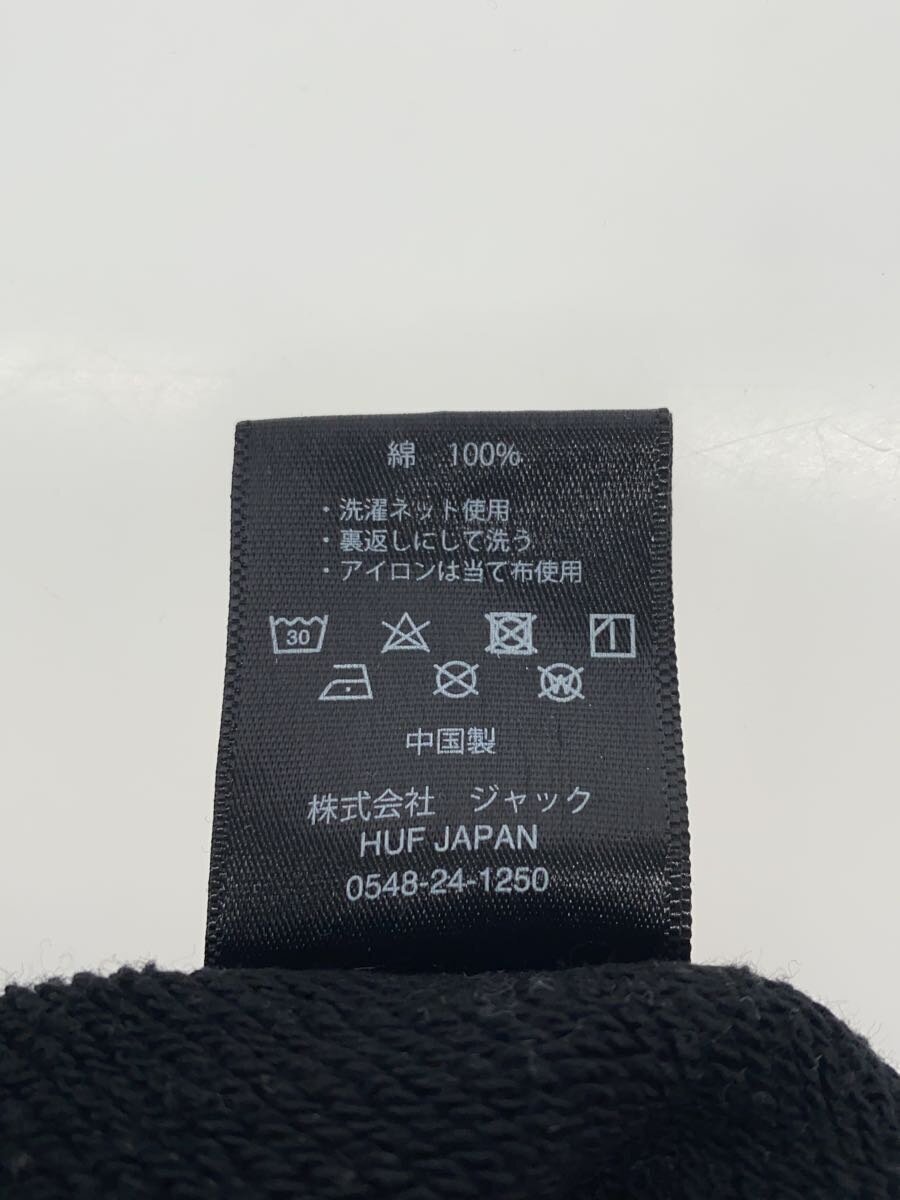 綿　100%
・洗濯ネット使用
・裏返しにして洗う
・アイロンは当て布使用
30
W
中国製
株式会社　ジャック
HUF JAPAN
0548-24-1250